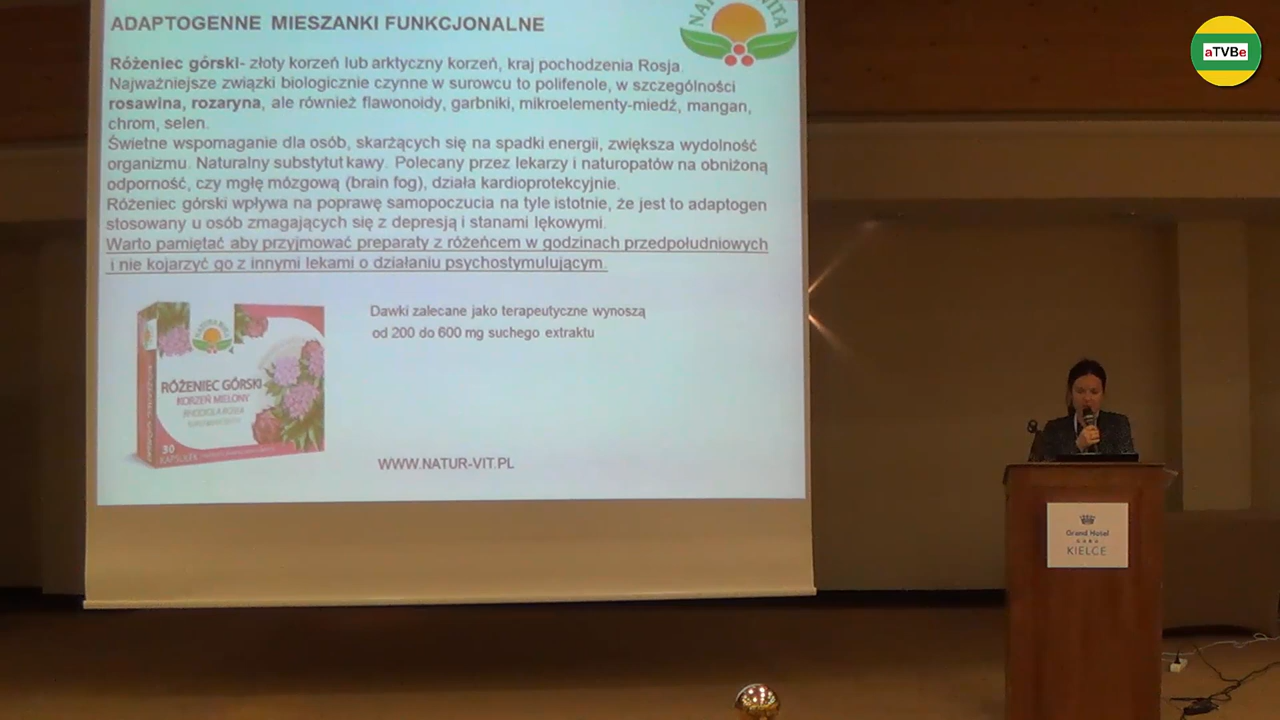 ADAPTOGENNE MIESZANKI FUNKCJONALNE
Różeniec górski- złoty korzeń lub arktyczny korzeń, kraj pochodzenia Rosja.
Najważniejsze związki biologicznie czynne w surowcu to polifenole, w szczególności
rosawina, rozaryna, ale również flawonoidy, garbniki, mikroelementy-miedź, mangan,
chrom, selen.
Świetne wspomaganie dla osób, skarżących się na spadki energii, zwiększa wydolność
organizmu. Naturalny substytut kawy. Polecany przez lekarzy i naturopatów na obniżoną
odporność, czy mgłę mózgową (brain fog), działa kardioprotekcyjnie.
Różeniec górski wpływa na poprawę samopoczucia na tyle istotnie, że jest to adaptogen
stosowany u osób zmagających się z depresją i stanami lękowymi.
Warto pamiętać aby przyjmować preparaty z różeńcem w godzinach przedpołudniowych
i nie kojarzyć go z innymi lekami o działaniu psychostymulującym.
Dawki zalecane jako terapeutyczne wynoszą
od 200 do 600 mg suchego extraktu
RÓŻENIEC GÓRSKI
KORZEŃ MIELONY
RHODIOLA ROSEA
30
KAPSUŁEK
WWW.NATUR-VIT.PL
aTVBe
Grand Hotel
KIELCE